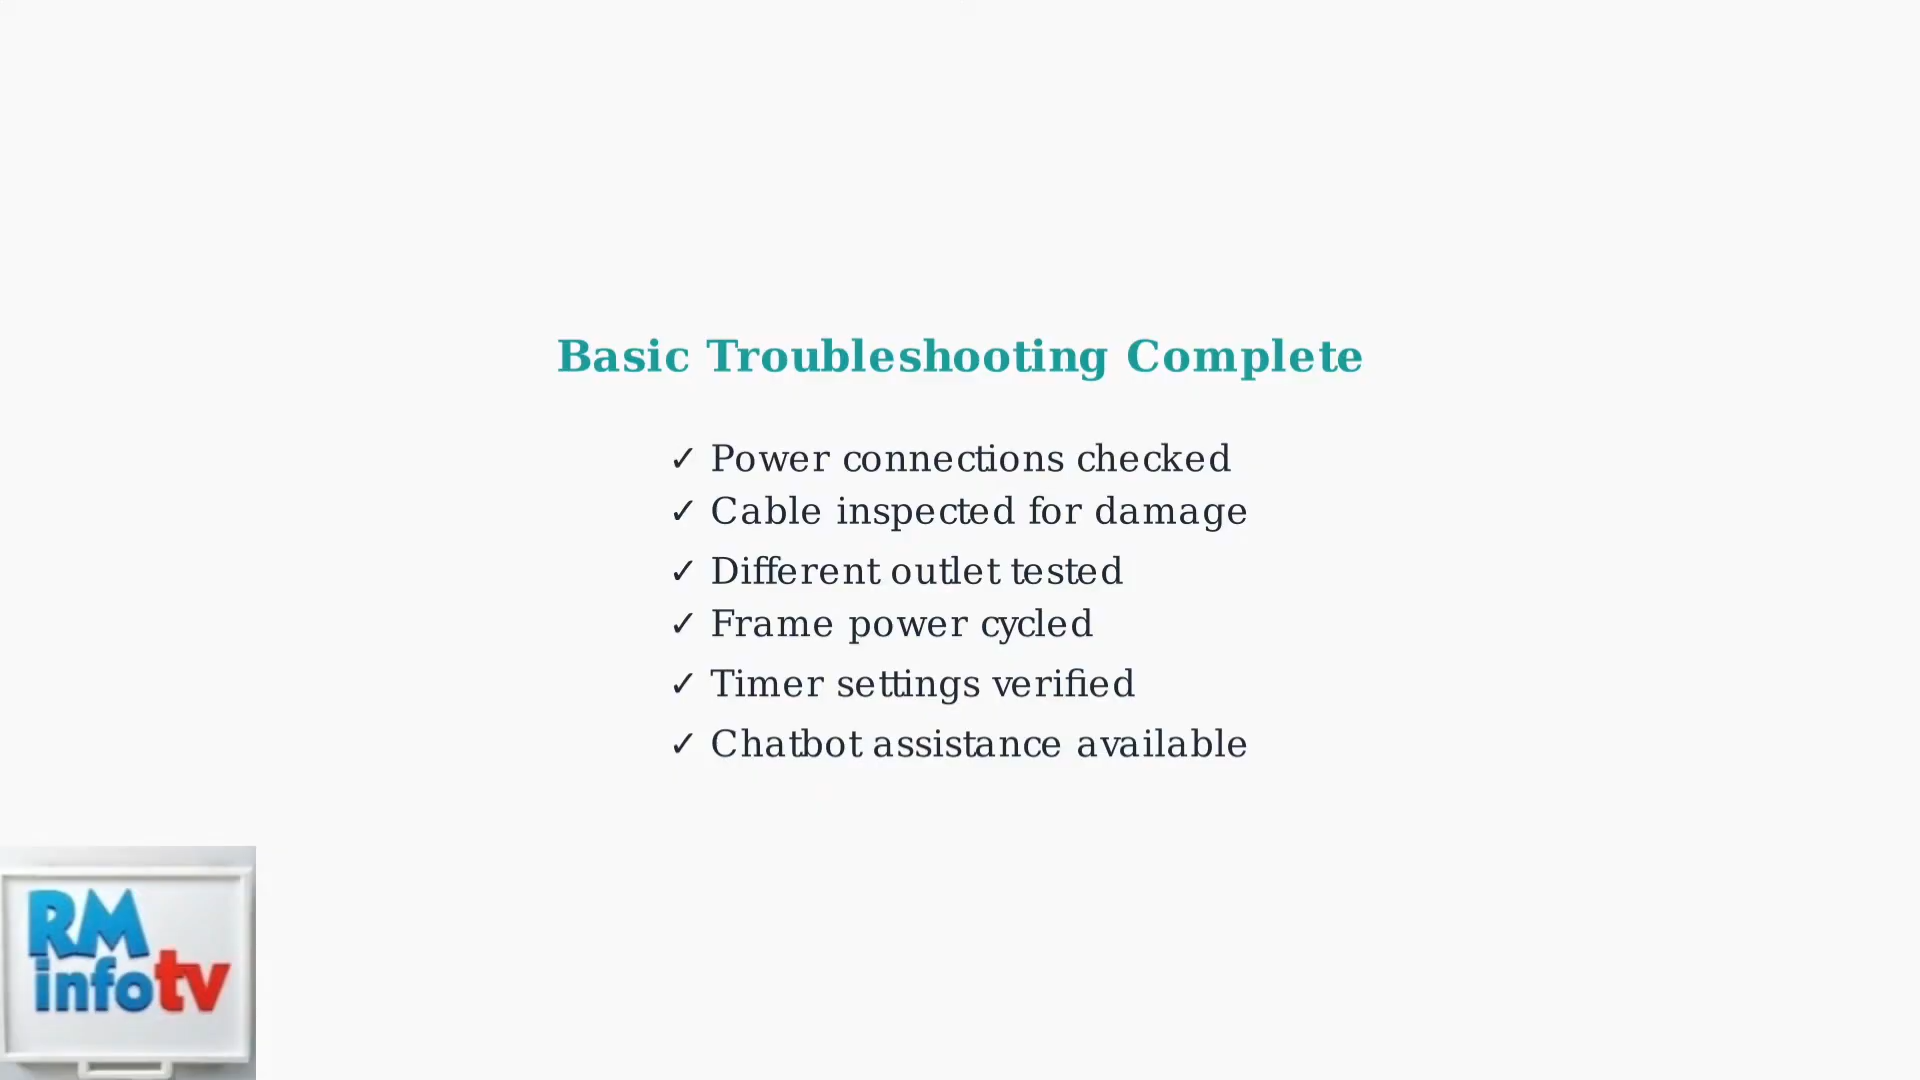 Basic Troubleshooting Complete
✓ Power connections checked
✓ Cable inspected for damage
✓ Different outlet tested
✓ Frame power cycled
✓ Timer settings verified
✓ Chatbot assistance available
RM
infotv